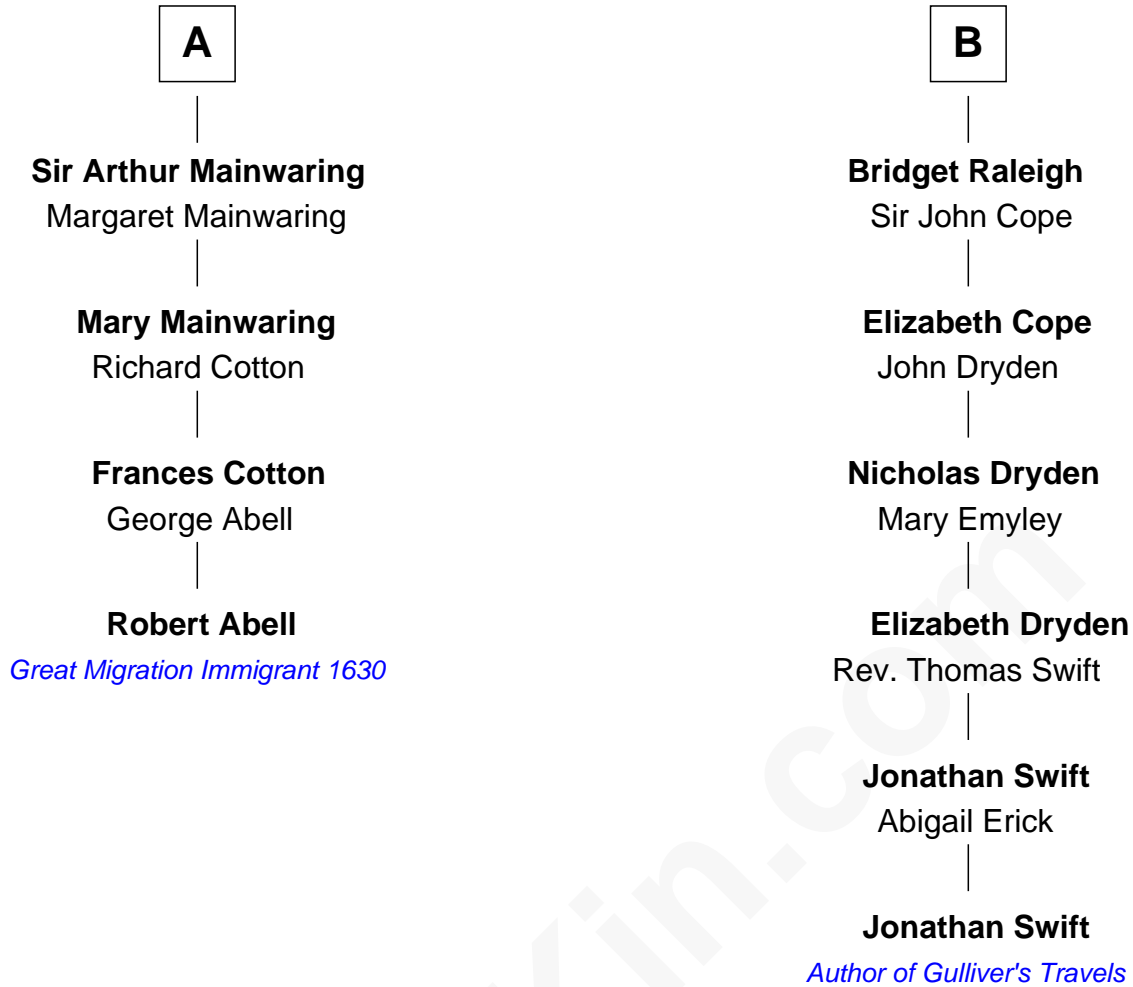 A
Sir Arthur Mainwaring
Margaret Mainwaring
Mary Mainwaring
Richard Cotton
Frances Cotton
George Abell
Robert Abell
Great Migration Immigrant 1630
B
Bridget Raleigh
Sir John Cope
Elizabeth Cope
John Dryden
Nicholas Dryden
Mary Emyley
Elizabeth Dryden
Rev. Thomas Swift
Jonathan Swift
Abigail Erick
Jonathan Swift
Author of Gulliver's Travels
Kin.com